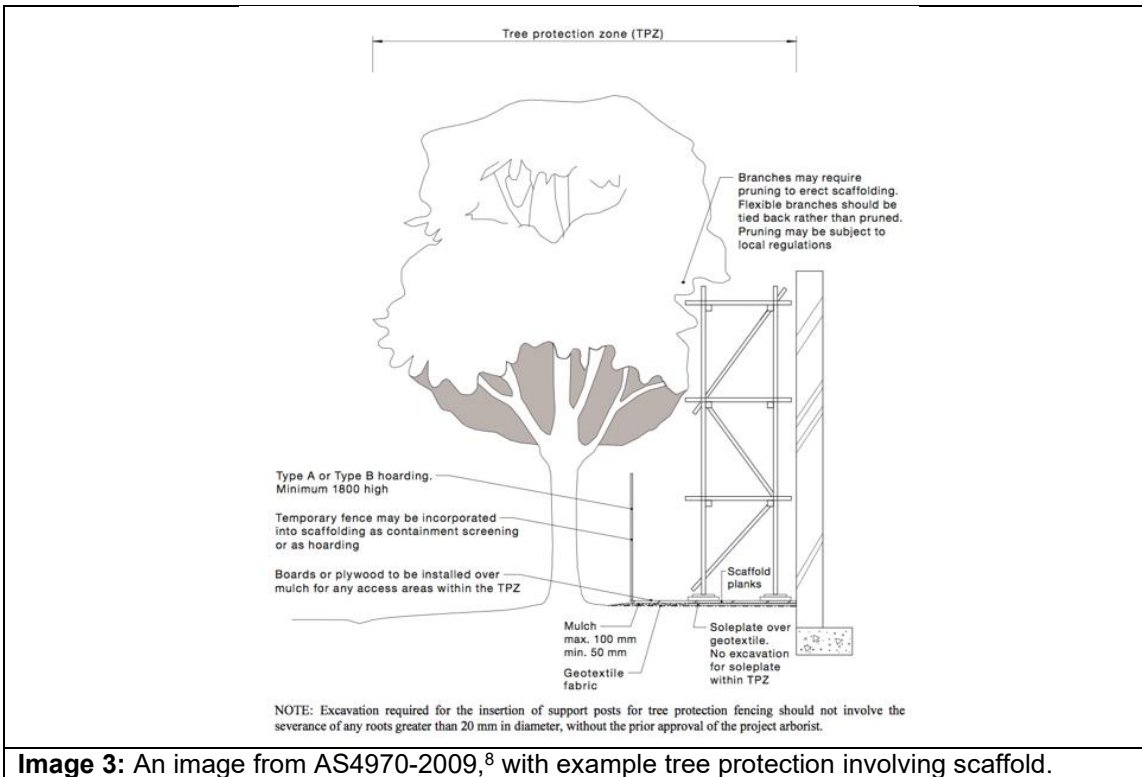 Tree protection zone (TPZ)
Branches may require
pruning to erect scaffolding.
Flexible branches should be
tied back rather than pruned.
Pruning may be subject to
local regulations
Type A or Type B hoarding.
Minimum 1800 high
Temporary fence may be incorporated
into scaffolding as containment screening
or as hoarding
Boards or plywood to be installed over
mulch for any access areas within the TPZ
Scaffold
planks
Mulch
max. 100 mm
min. 50 mm
Geotextile
fabric
Soleplate over
geotextile.
No excavation
for soleplate
within TPZ
NOTE: Excavation required for the insertion of support posts for tree protection fencing should not involve the
severance of any roots greater than 20 mm in diameter, without the prior approval of the project arborist.
Image 3: An image from AS4970-2009,⁸ with example tree protection involving scaffold.